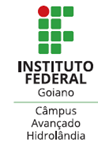 INSTITUTO
FEDERAL
Goiano
Câmpus
Avançado
Hidrolândia